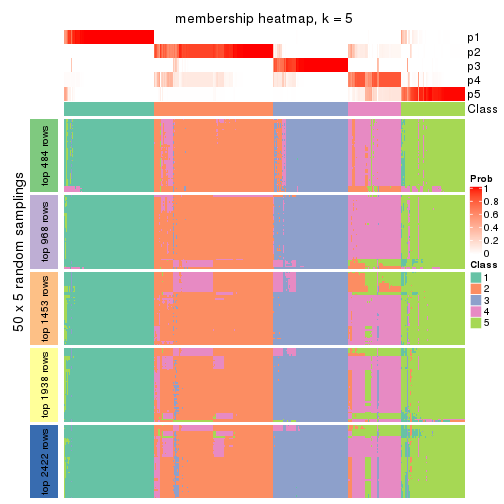 membership heatmap, k = 5
p1
p2
p3
p4
p5
Class
50 x 5 random samplings
top 484 rows
top 968 rows
top 1453 rows
top 1938 rows
top 2422 rows
Prob
1
0.8
0.6
0.4
0.2
0
Class
1
2
3
4
5